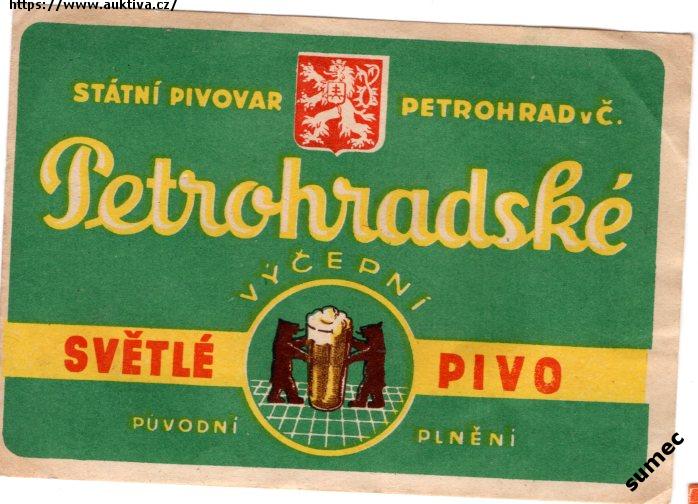 https://www.auktiva.cz/
STÁTNÍ PIVOVAR PETROHRAD v Č.
Petrohradské
VÝČEPNÍ
SVĚTLÉ PIVO
PŮVODNÍ PLNĚNÍ
sumec